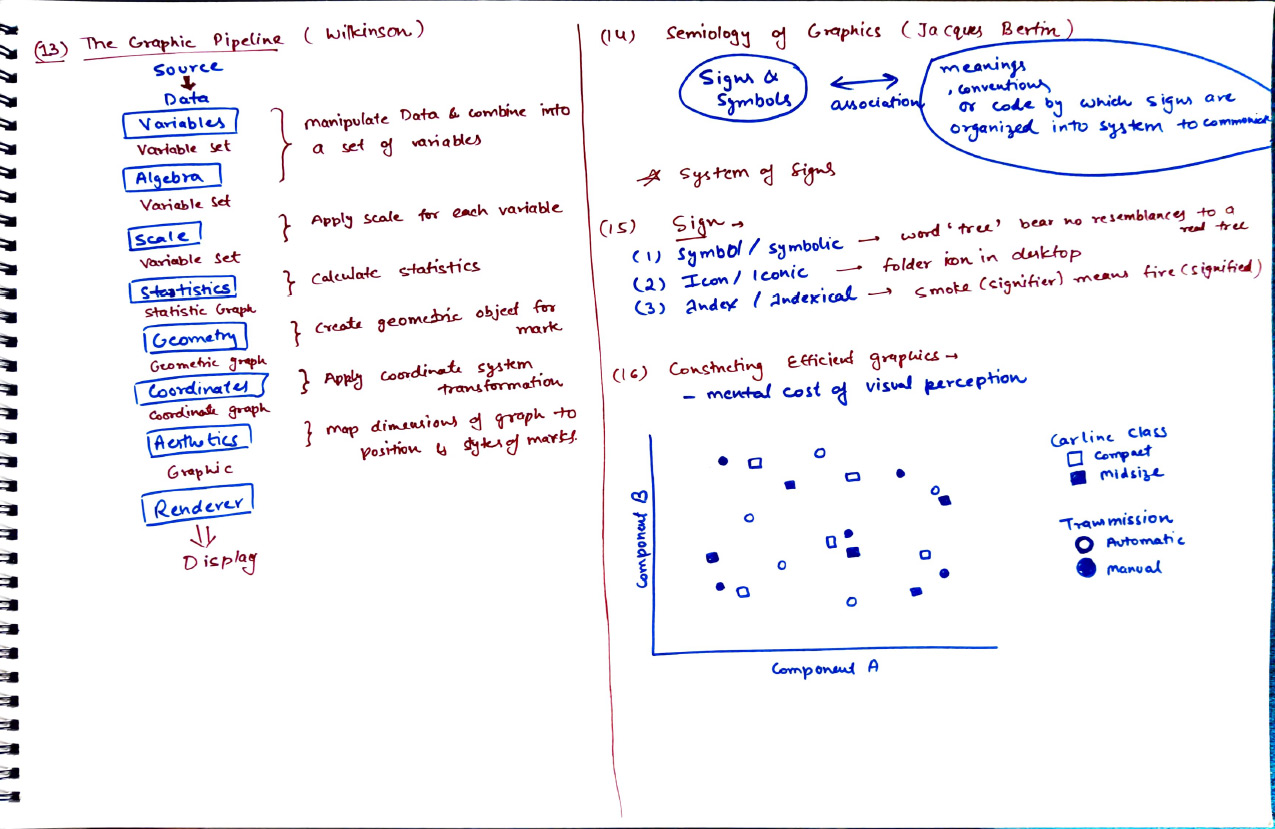 (13) The Graphic Pipeline ( Wilkinson )
Source
Data
Variables
Variable set
Algebra
Variable set
Scale
Variable set
Statistics
Statistic Graph
Geometry
Geometric graph
Coordinates
Coordinate graph
Aesthetics
Graphic
Renderer
Display
manipulate Data & combine into
a set of variables
Apply scale for each variable
Calculate statistics
Create geometric object for
mark
Apply coordinate system
transformation
map dimensions of graph to
position & styles of marks.
(14) Semiology of Graphics ( Jacques Bertin )
Signs &
Symbols
association
meanings
, conventions
or code by which signs are
organized into system to
System of signs
(15) Sign →
(1) Symbol / symbolic → word 'tree' bear no resemblances to a
real tree
(2) Icon / Iconic → folder ion in desktop
(3) Index / Indexical → smoke (signifier) means fire (signified)
(16) Constructing Efficient graphics →
- mental cost of visual perception
Component B
Component A
Carline Class
Compact
midsize
Transmission
Automatic
manual